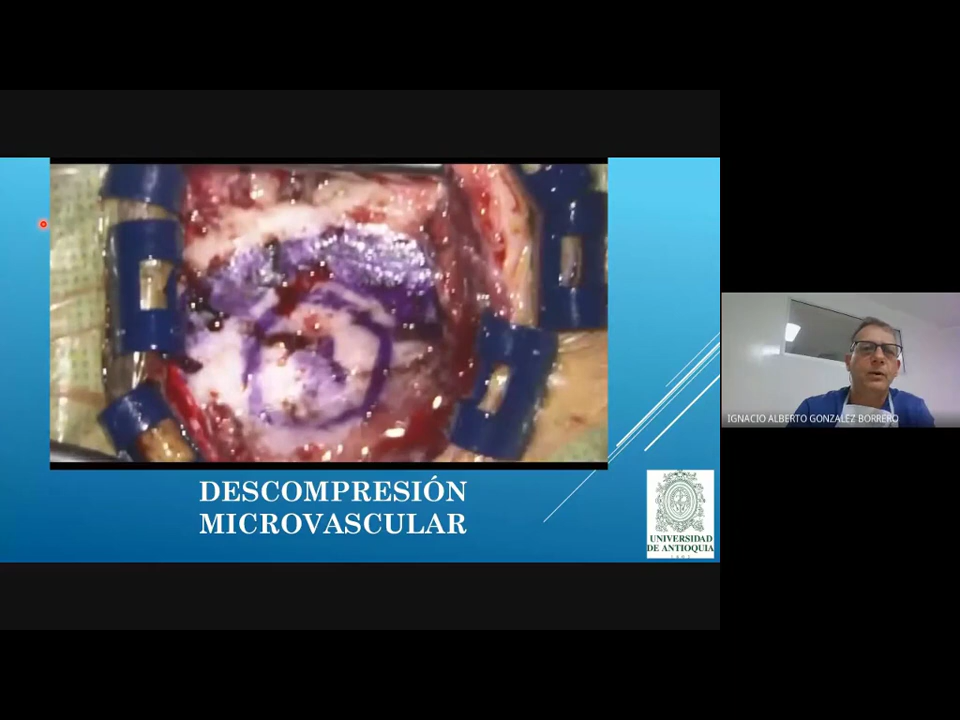 DESCOMPRESIÓN
MICROVASCULAR
UNIVERSIDAD
DE ANTIOQUIA
IGNACIO ALBERTO GONZALEZ BORRERO